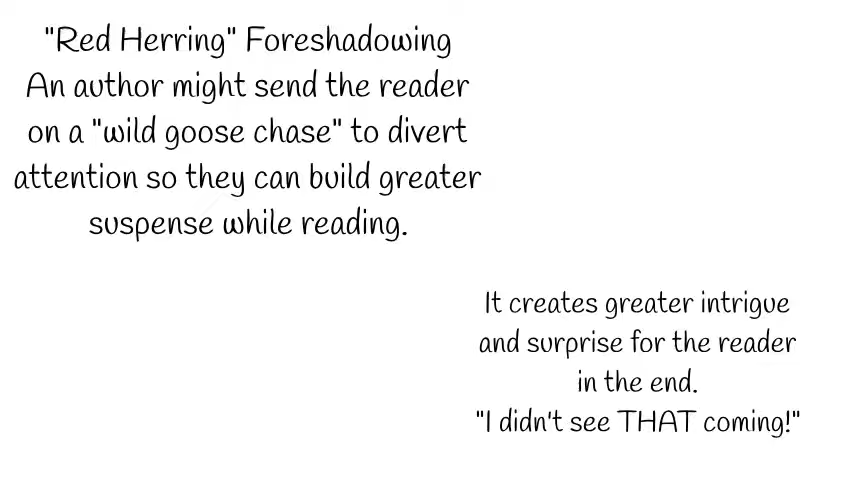 "Red Herring" Foreshadowing
An author might send the reader
on a "wild goose chase" to divert
attention so they can build greater
suspense while reading.
It creates greater intrigue
and surprise for the reader
in the end.
"I didn't see THAT coming!"